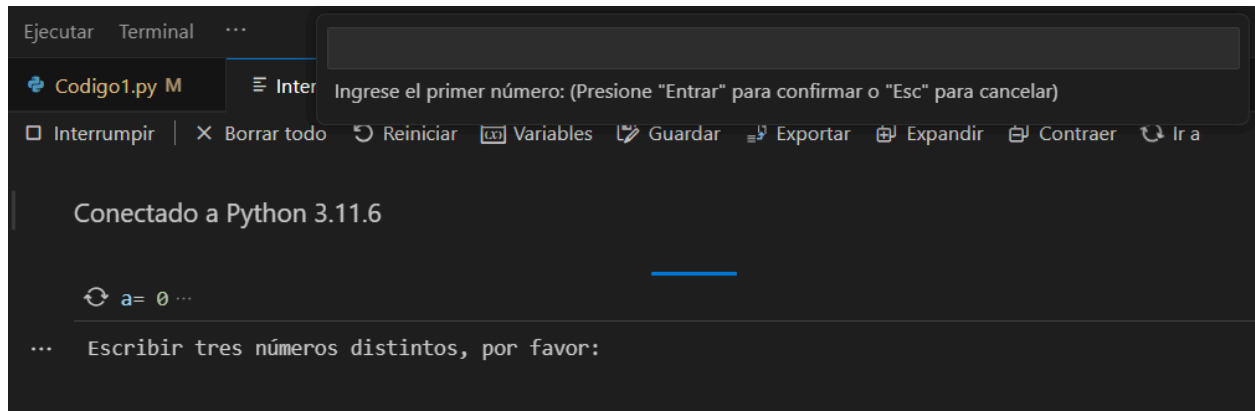 Ejecutar Terminal ...
Codigo1.py M Inter
Ingrese el primer número: (Presione "Entrar" para confirmar o "Esc" para cancelar)
Interrumpir | Borrar todo Reiniciar Variables Guardar Exportar Expandir Contraer Ir a
Conectado a Python 3.11.6
a= 0 ...
... Escribir tres números distintos, por favor: